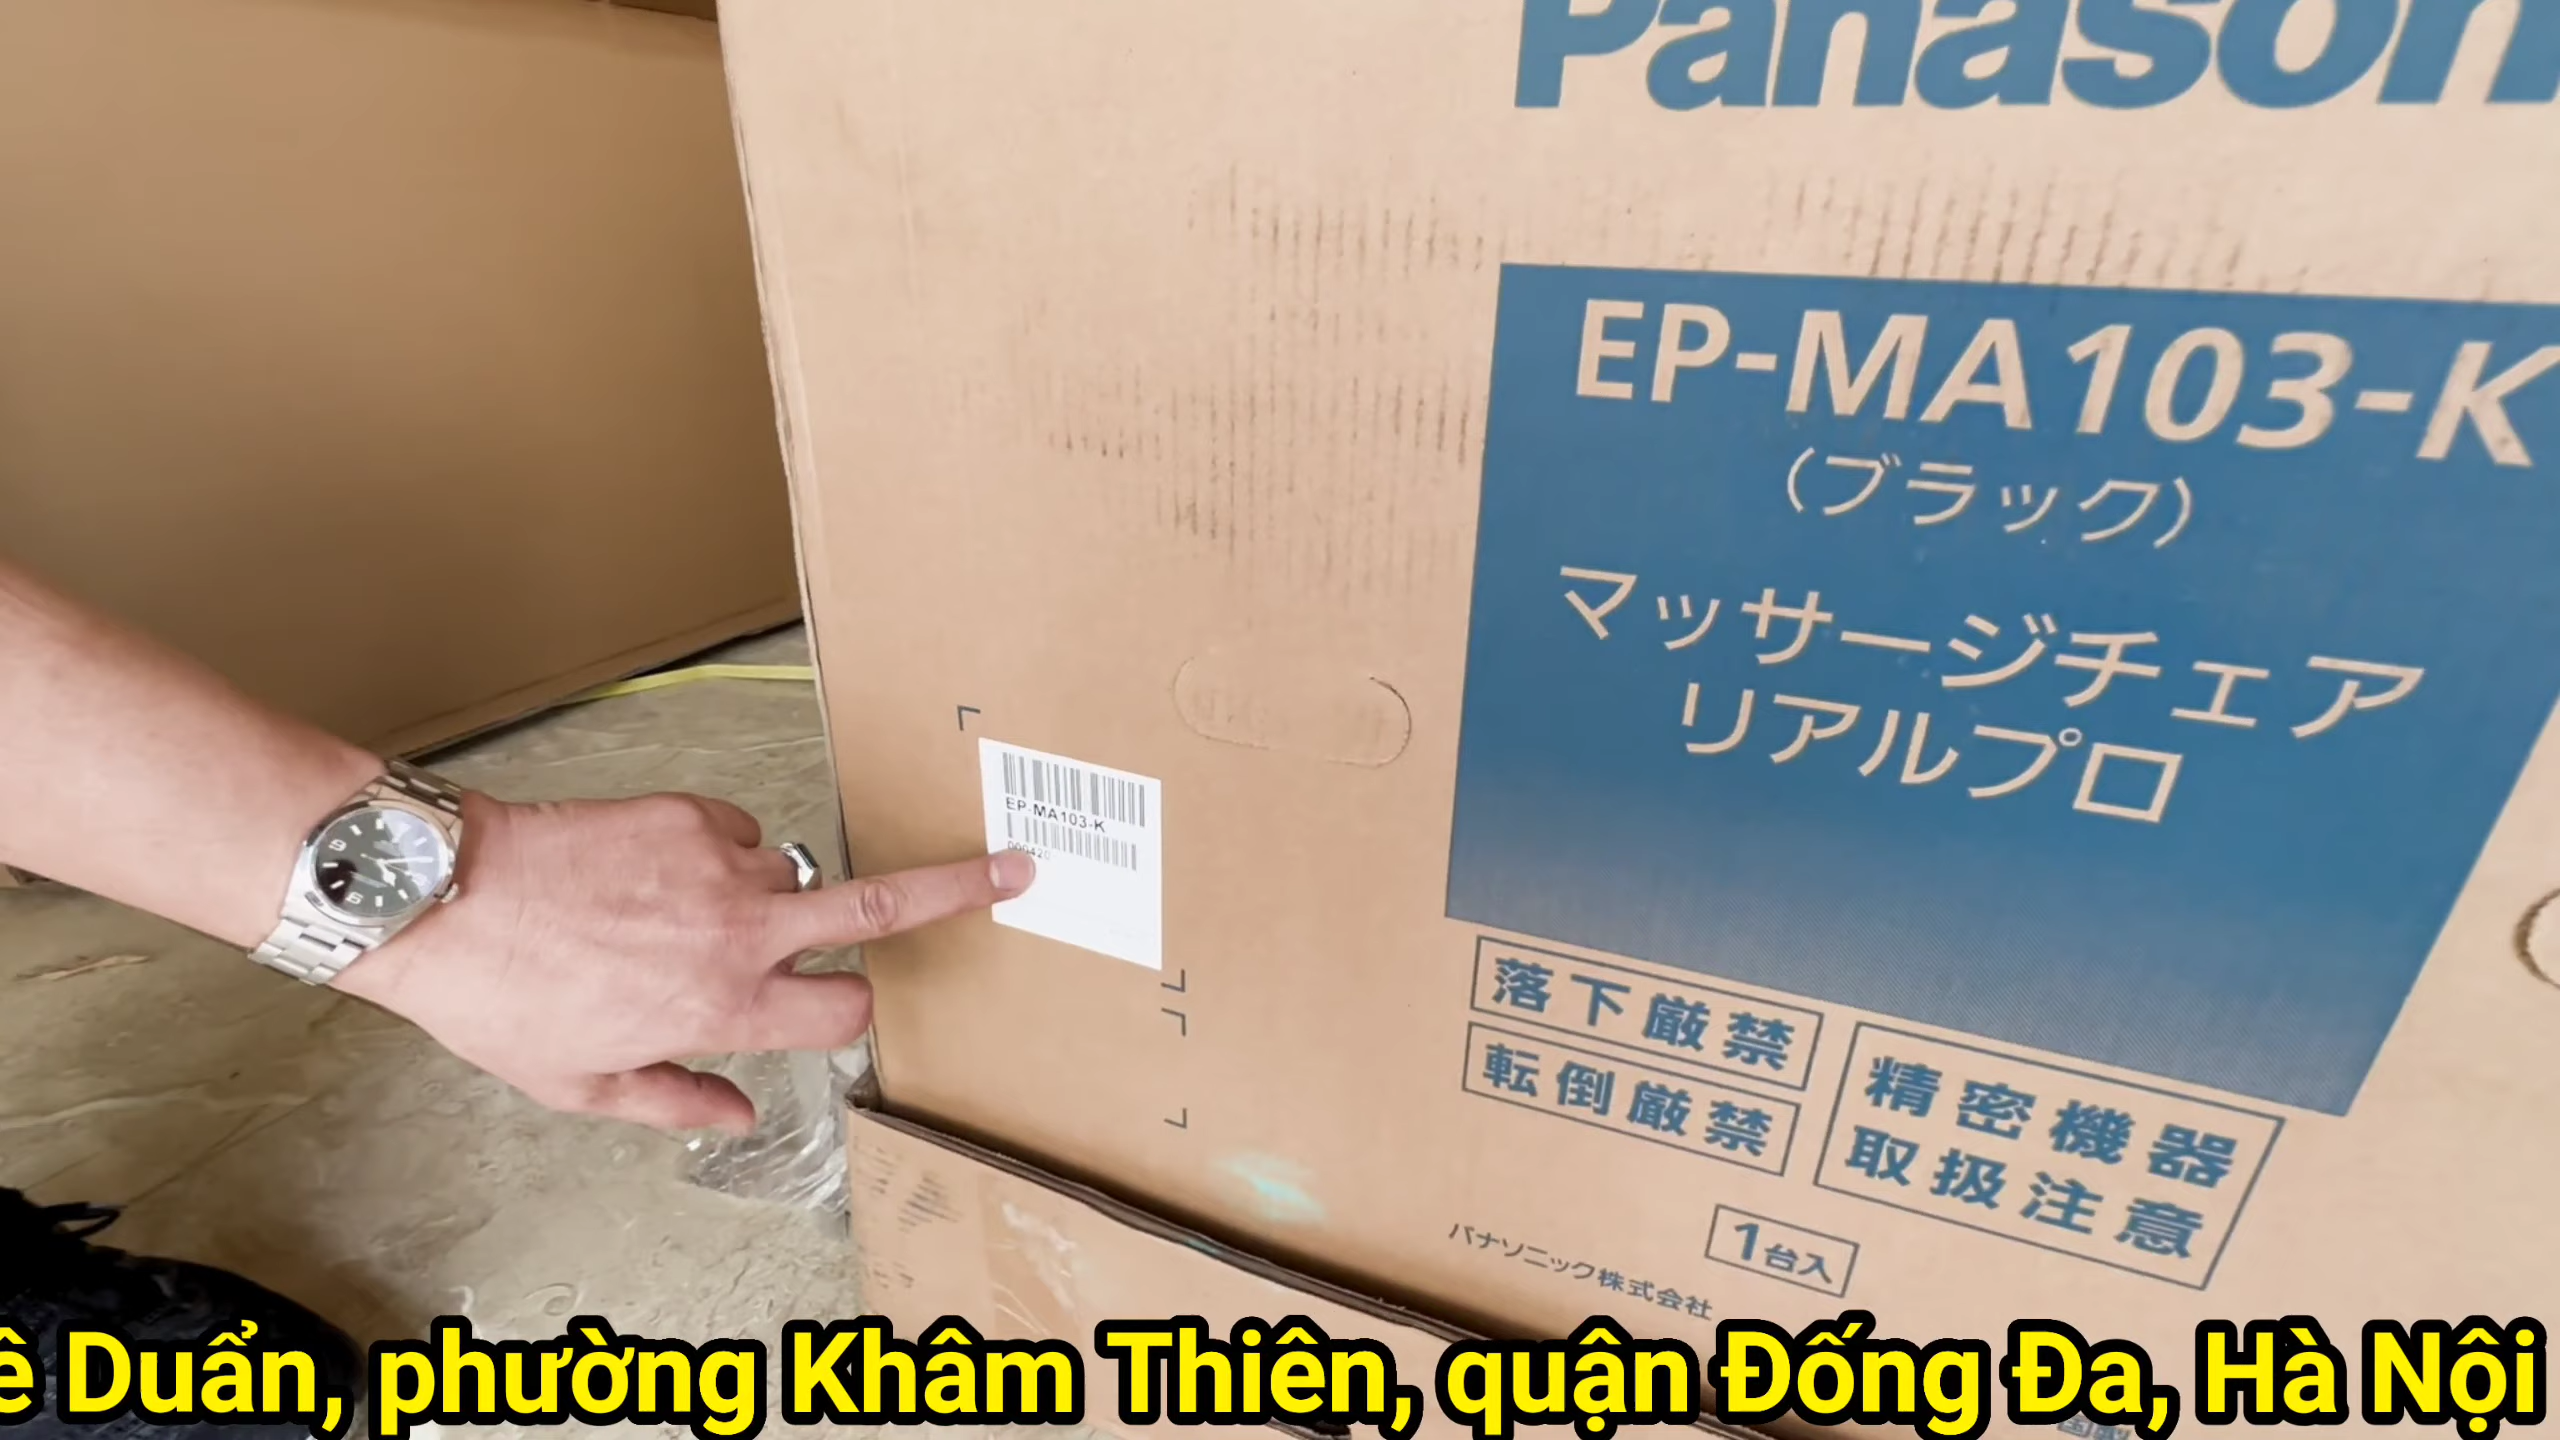 Panason
EP-MA103-K
(ブラック)
マッサージチェア
リアルプロ
EP-MA103-K
000420
落下厳禁
転倒厳禁
精密機器
取扱注意
1台入
パナソニック株式会社
ê Duẩn, phường Khâm Thiên, quận Đống Đa, Hà Nội